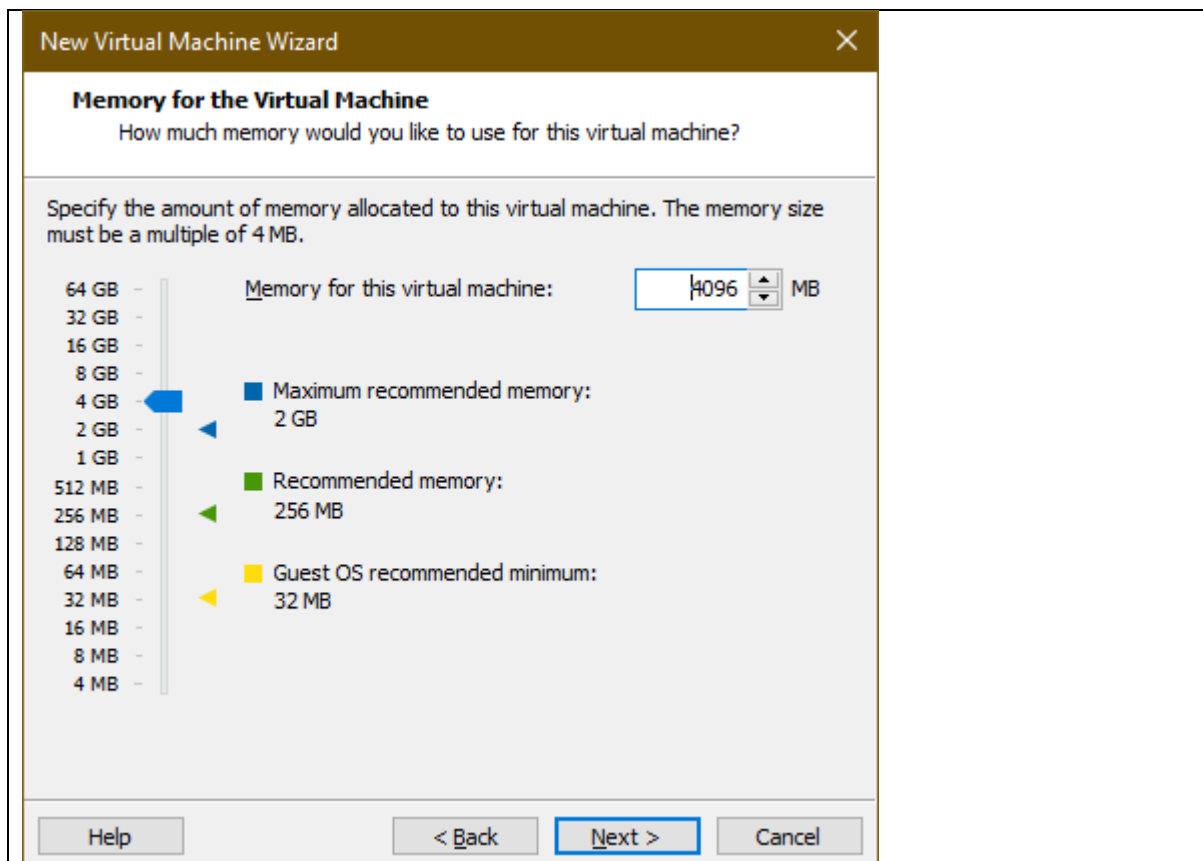 New Virtual Machine Wizard
Memory for the Virtual Machine
How much memory would you like to use for this virtual machine?
Specify the amount of memory allocated to this virtual machine. The memory size
must be a multiple of 4 MB.
64 GB
32 GB
16 GB
8 GB
4 GB
2 GB
1 GB
512 MB
256 MB
128 MB
64 MB
32 MB
16 MB
8 MB
4 MB
Memory for this virtual machine: 4096 MB
Maximum recommended memory:
2 GB
Recommended memory:
256 MB
Guest OS recommended minimum:
32 MB
Help < Back Next > Cancel